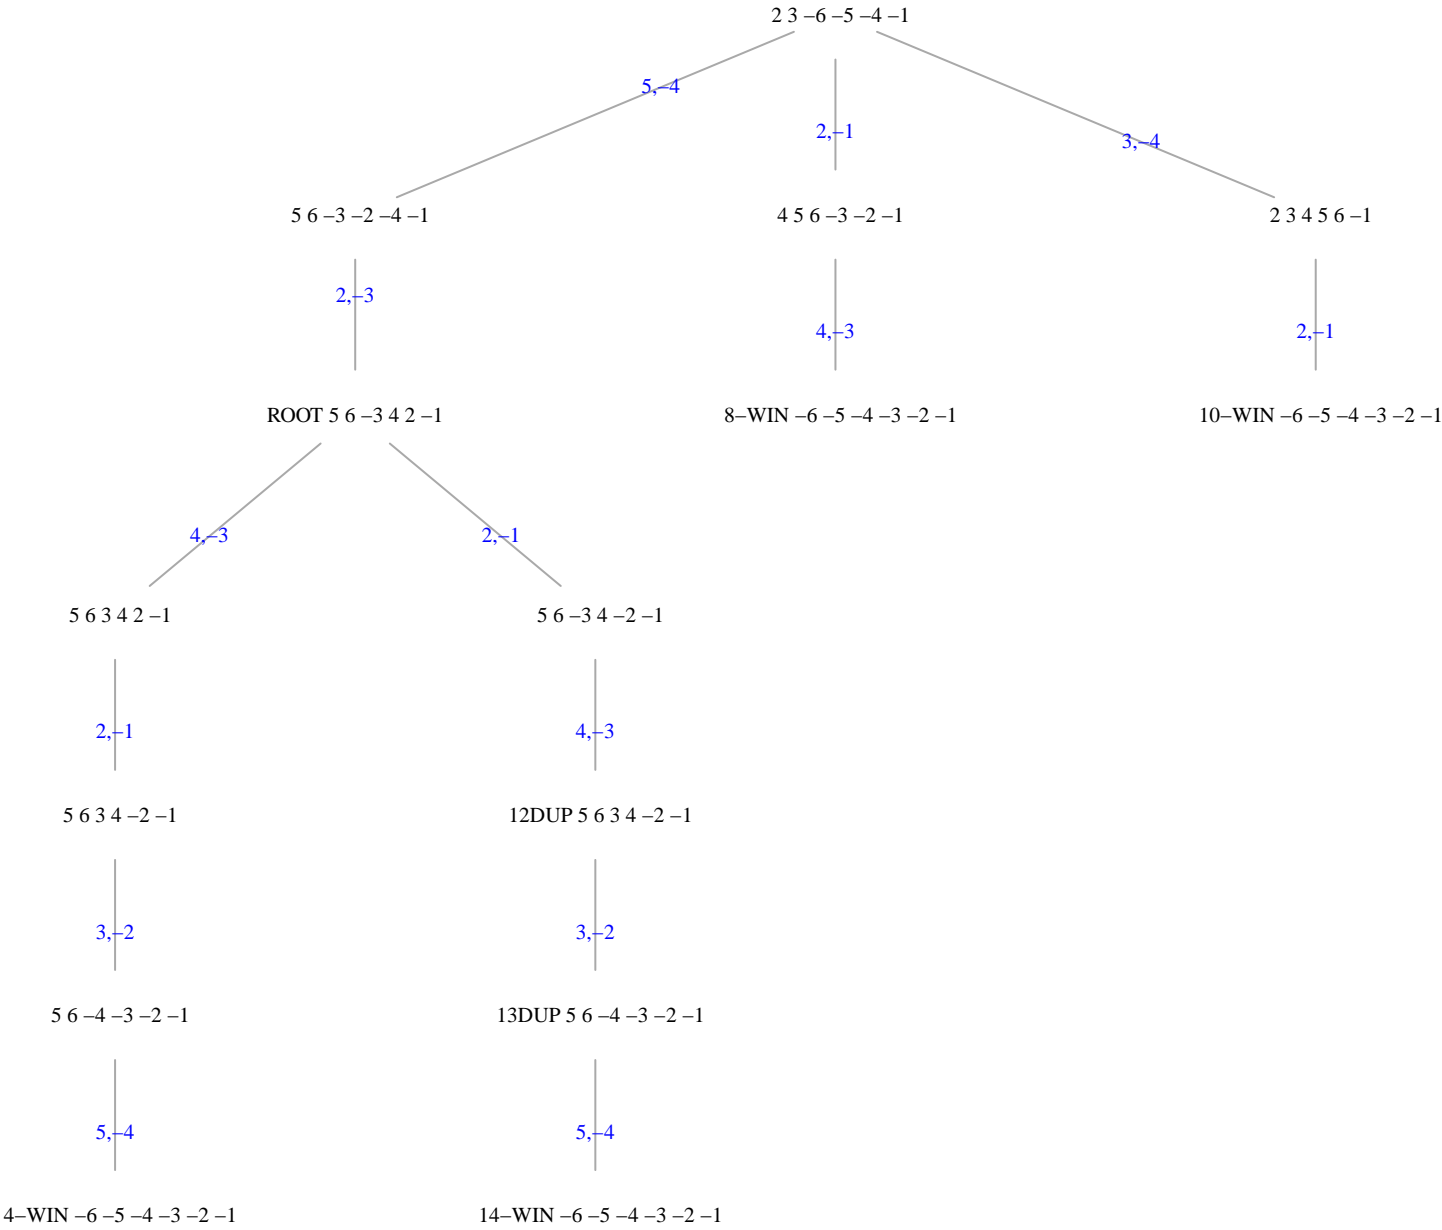 2 3 –6 –5 –4 –1
5,–4
2,–1
3,–4
5 6 –3 –2 –4 –1
4 5 6 –3 –2 –1
2 3 4 5 6 –1
2,–3
4,–3
2,–1
ROOT 5 6 –3 4 2 –1
8–WIN –6 –5 –4 –3 –2 –1
10–WIN –6 –5 –4 –3 –2 –1
4,–3
2,–1
5 6 3 4 2 –1
5 6 –3 4 –2 –1
2,–1
4,–3
5 6 3 4 –2 –1
12DUP 5 6 3 4 –2 –1
3,–2
3,–2
5 6 –4 –3 –2 –1
13DUP 5 6 –4 –3 –2 –1
5,–4
5,–4
4–WIN –6 –5 –4 –3 –2 –1
14–WIN –6 –5 –4 –3 –2 –1